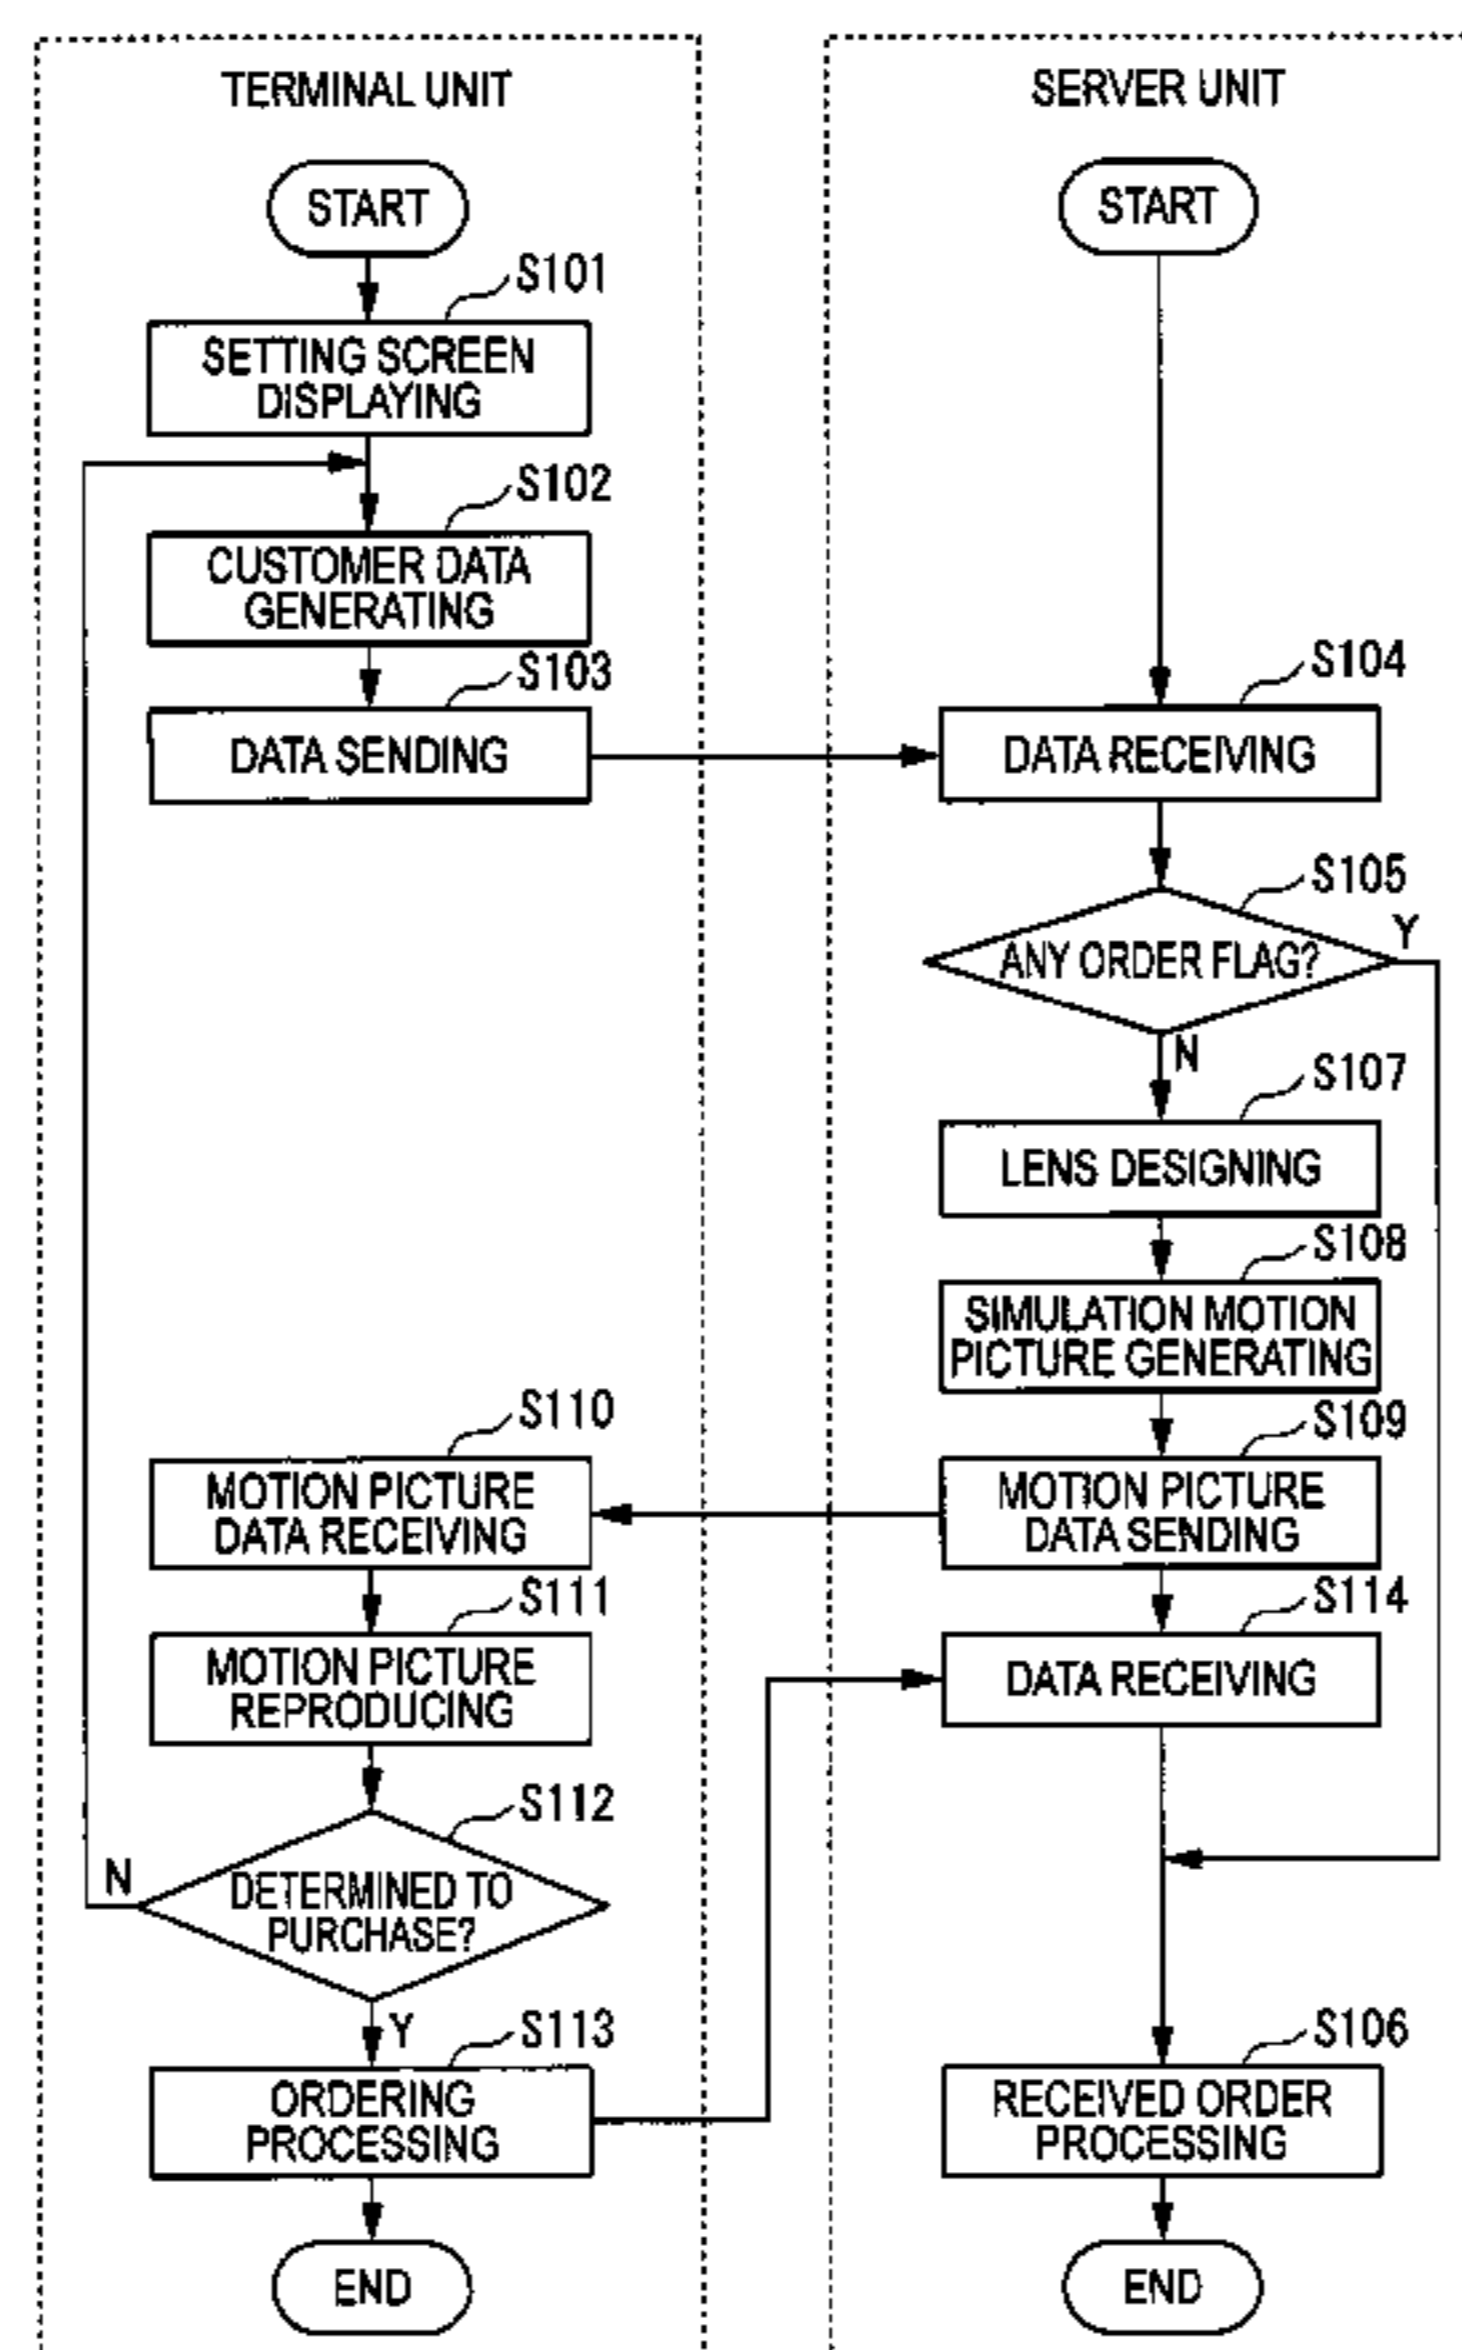 TERMINAL UNIT
START
S101
SETTING SCREEN
DISPLAYING
S102
CUSTOMER DATA
GENERATING
S103
DATA SENDING
S110
MOTION PICTURE
DATA RECEIVING
S111
MOTION PICTURE
REPRODUCING
S112
DETERMINED TO
PURCHASE?
N
Y
S113
ORDERING
PROCESSING
END
SERVER UNIT
START
S104
DATA RECEIVING
S105
ANY ORDER FLAG?
Y
N
S107
LENS DESIGNING
S108
SIMULATION MOTION
PICTURE GENERATING
S109
MOTION PICTURE
DATA SENDING
S114
DATA RECEIVING
S106
RECEIVED ORDER
PROCESSING
END